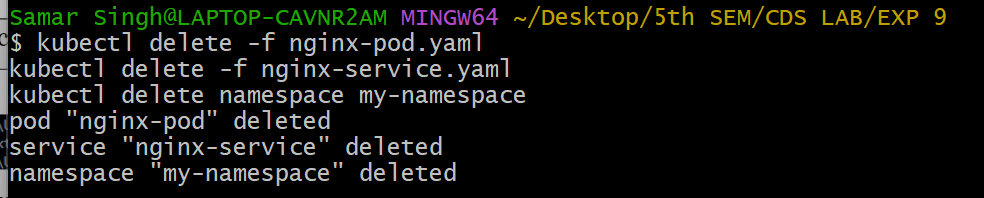 Samar Singh@LAPTOP-CAVNR2AM MINGW64 ~/Desktop/5th SEM/CDS LAB/EXP 9
$ kubectl delete -f nginx-pod.yaml
kubectl delete -f nginx-service.yaml
kubectl delete namespace my-namespace
pod "nginx-pod" deleted
service "nginx-service" deleted
namespace "my-namespace" deleted